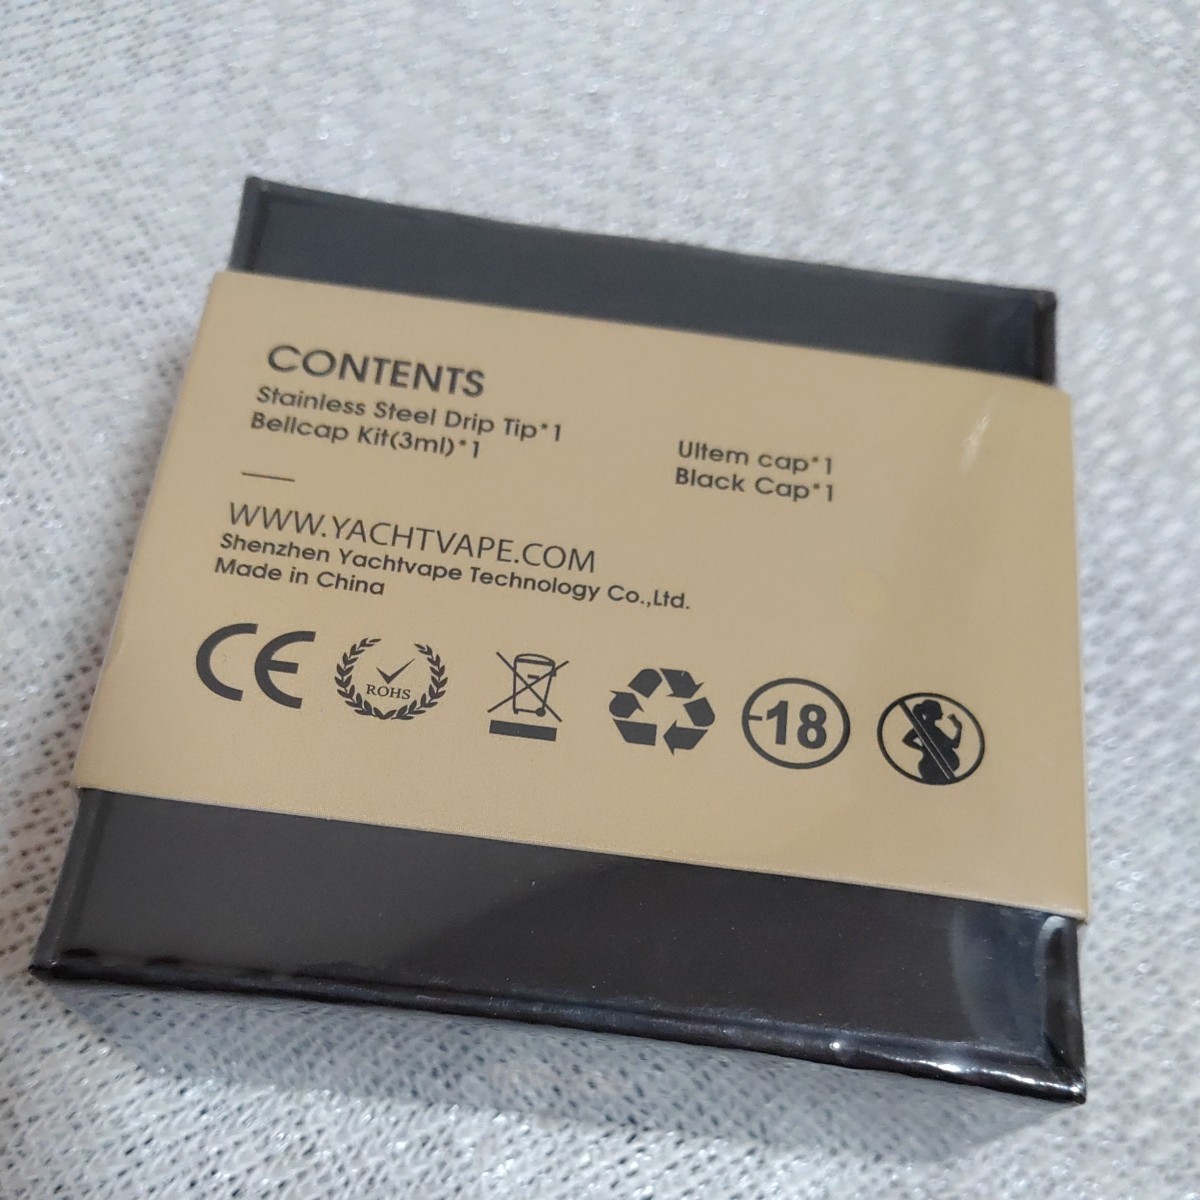 CONTENTS
Stainless Steel Drip Tip*1
Bellcap Kit(3ml)*1
Ultem cap*1
Black Cap*1
WWW.YACHTVAPE.COM
Shenzhen Yachtvape Technology Co.,Ltd.
Made in China
CE
ROHS
-18